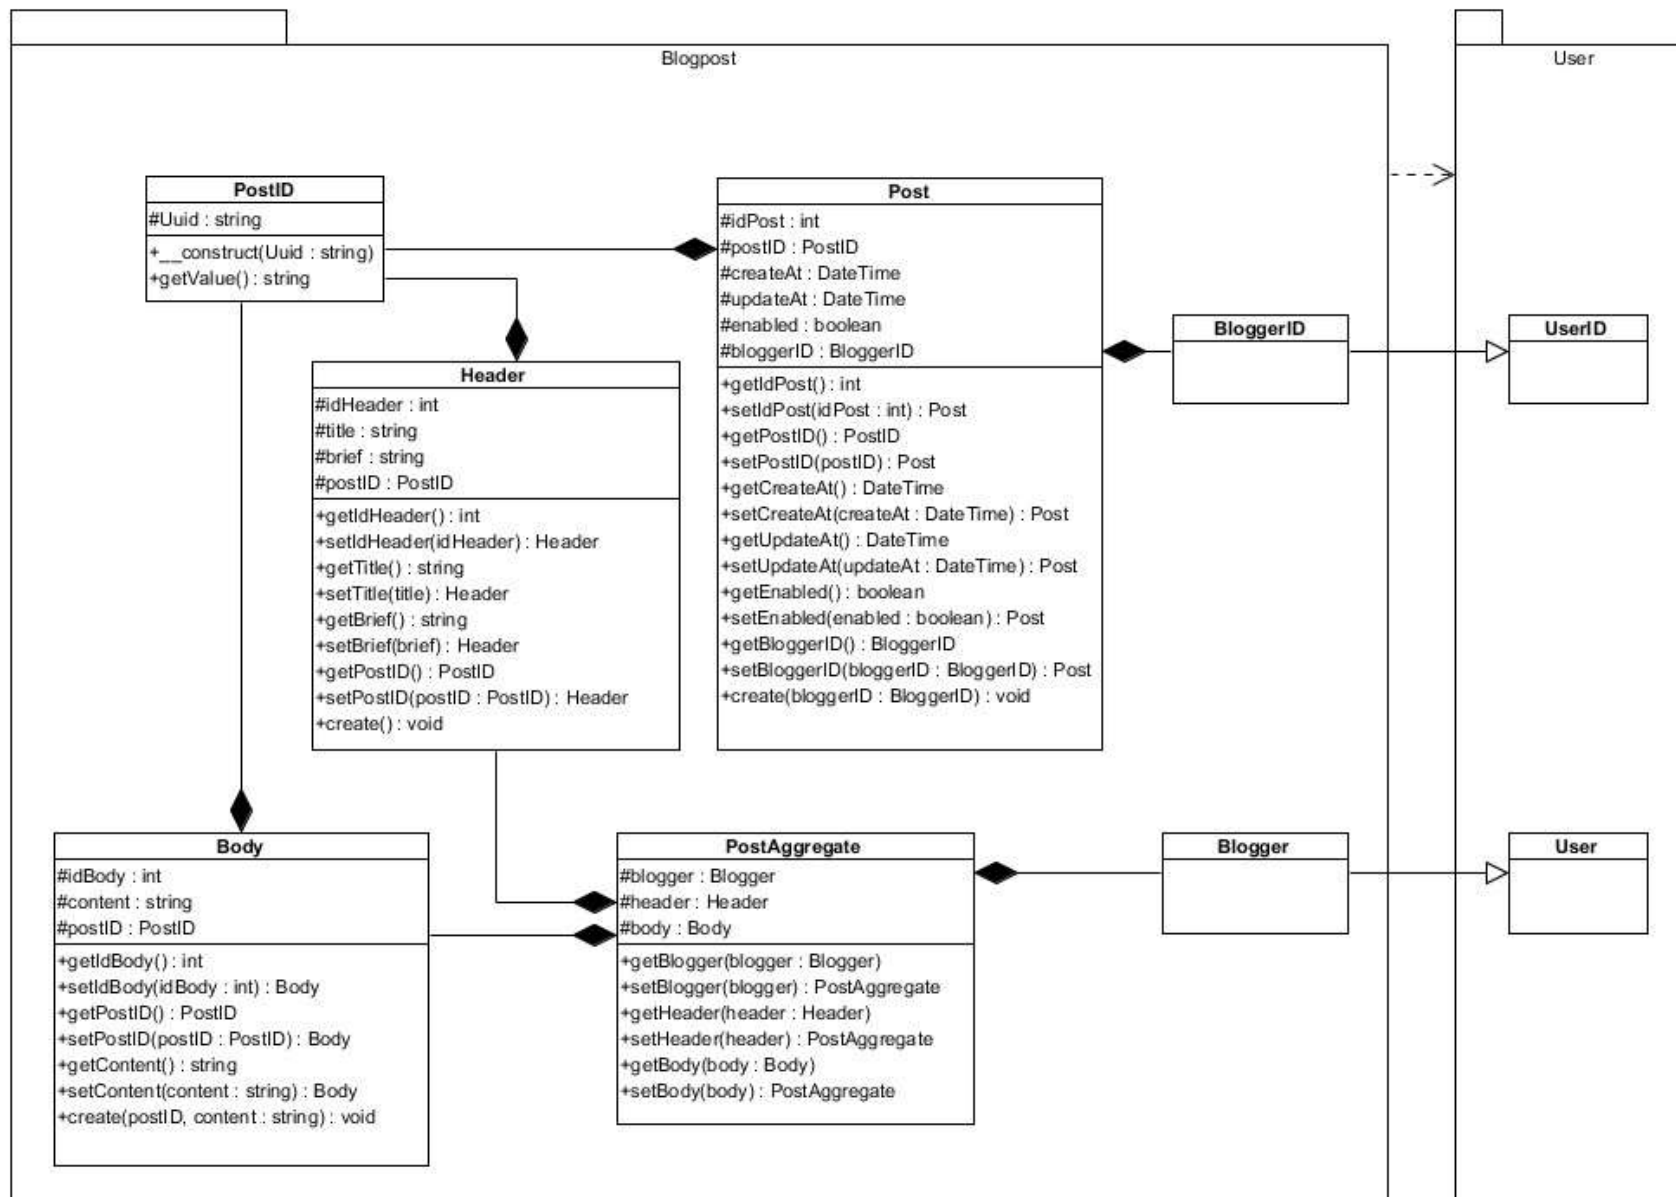 Blogpost
User
PostID
#Uuid : string
+__construct(Uuid : string)
+getValue() : string
Post
#idPost : int
#postID : PostID
#createAt : DateTime
#updateAt : DateTime
#enabled : boolean
#bloggerID : BloggerID
+getIdPost() : int
+setIdPost(idPost : int) : Post
+getPostID() : PostID
+setPostID(postID) : Post
+getCreateAt() : DateTime
+setCreateAt(createAt : DateTime) : Post
+getUpdateAt() : DateTime
+setUpdateAt(updateAt : DateTime) : Post
+getEnabled() : boolean
+setEnabled(enabled : boolean) : Post
+getBloggerID() : BloggerID
+setBloggerID(bloggerID : BloggerID) : Post
+create(bloggerID : BloggerID) : void
BloggerID
UserID
Header
#idHeader : int
#title : string
#brief : string
#postID : PostID
+getIdHeader() : int
+setIdHeader(idHeader) : Header
+getTitle() : string
+setTitle(title) : Header
+getBrief() : string
+setBrief(brief) : Header
+getPostID() : PostID
+setPostID(postID : PostID) : Header
+create() : void
Body
#idBody : int
#content : string
#postID : PostID
+getIdBody() : int
+setIdBody(idBody : int) : Body
+getPostID() : PostID
+setPostID(postID : PostID) : Body
+getContent() : string
+setContent(content : string) : Body
+create(postID, content : string) : void
PostAggregate
#blogger : Blogger
#header : Header
#body : Body
+getBlogger(blogger : Blogger)
+setBlogger(blogger) : PostAggregate
+getHeader(header : Header)
+setHeader(header) : PostAggregate
+getBody(body : Body)
+setBody(body) : PostAggregate
Blogger
User